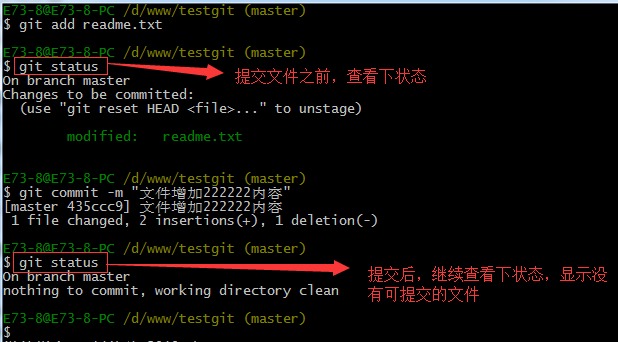 E73-8@E73-8-PC /d/www/testgit (master)
$ git add readme.txt
E73-8@E73-8-PC /d/www/testgit (master)
$ git status
提交文件之前，查看下状态
On branch master
Changes to be committed:
(use "git reset HEAD <file>..." to unstage)
modified: readme.txt
E73-8@E73-8-PC /d/www/testgit (master)
$ git commit -m "文件增加222222内容"
[master 435ccc9] 文件增加222222内容
1 file changed, 2 insertions(+), 1 deletion(-)
E73-8@E73-8-PC /d/www/testgit (master)
$ git status
On branch master
nothing to commit, working directory clean
提交后，继续查看下状态，显示没
有可提交的文件
E73-8@E73-8-PC /d/www/testgit (master)
$